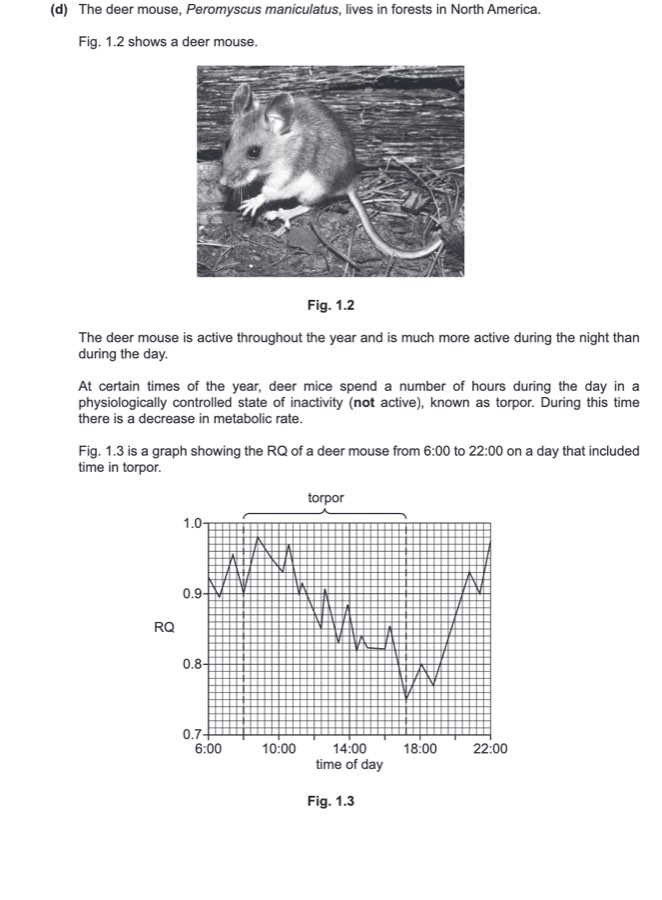 (d) The deer mouse, Peromyscus maniculatus, lives in forests in North America.
Fig. 1.2 shows a deer mouse.
Fig. 1.2
The deer mouse is active throughout the year and is much more active during the night than
during the day.
At certain times of the year, deer mice spend a number of hours during the day in a
physiologically controlled state of inactivity (not active), known as torpor. During this time
there is a decrease in metabolic rate.
Fig. 1.3 is a graph showing the RQ of a deer mouse from 6:00 to 22:00 on a day that included
time in torpor.
torpor
1.0
0.9
RQ
0.8
0.7
6:00 10:00 14:00 18:00 22:00
time of day
Fig. 1.3